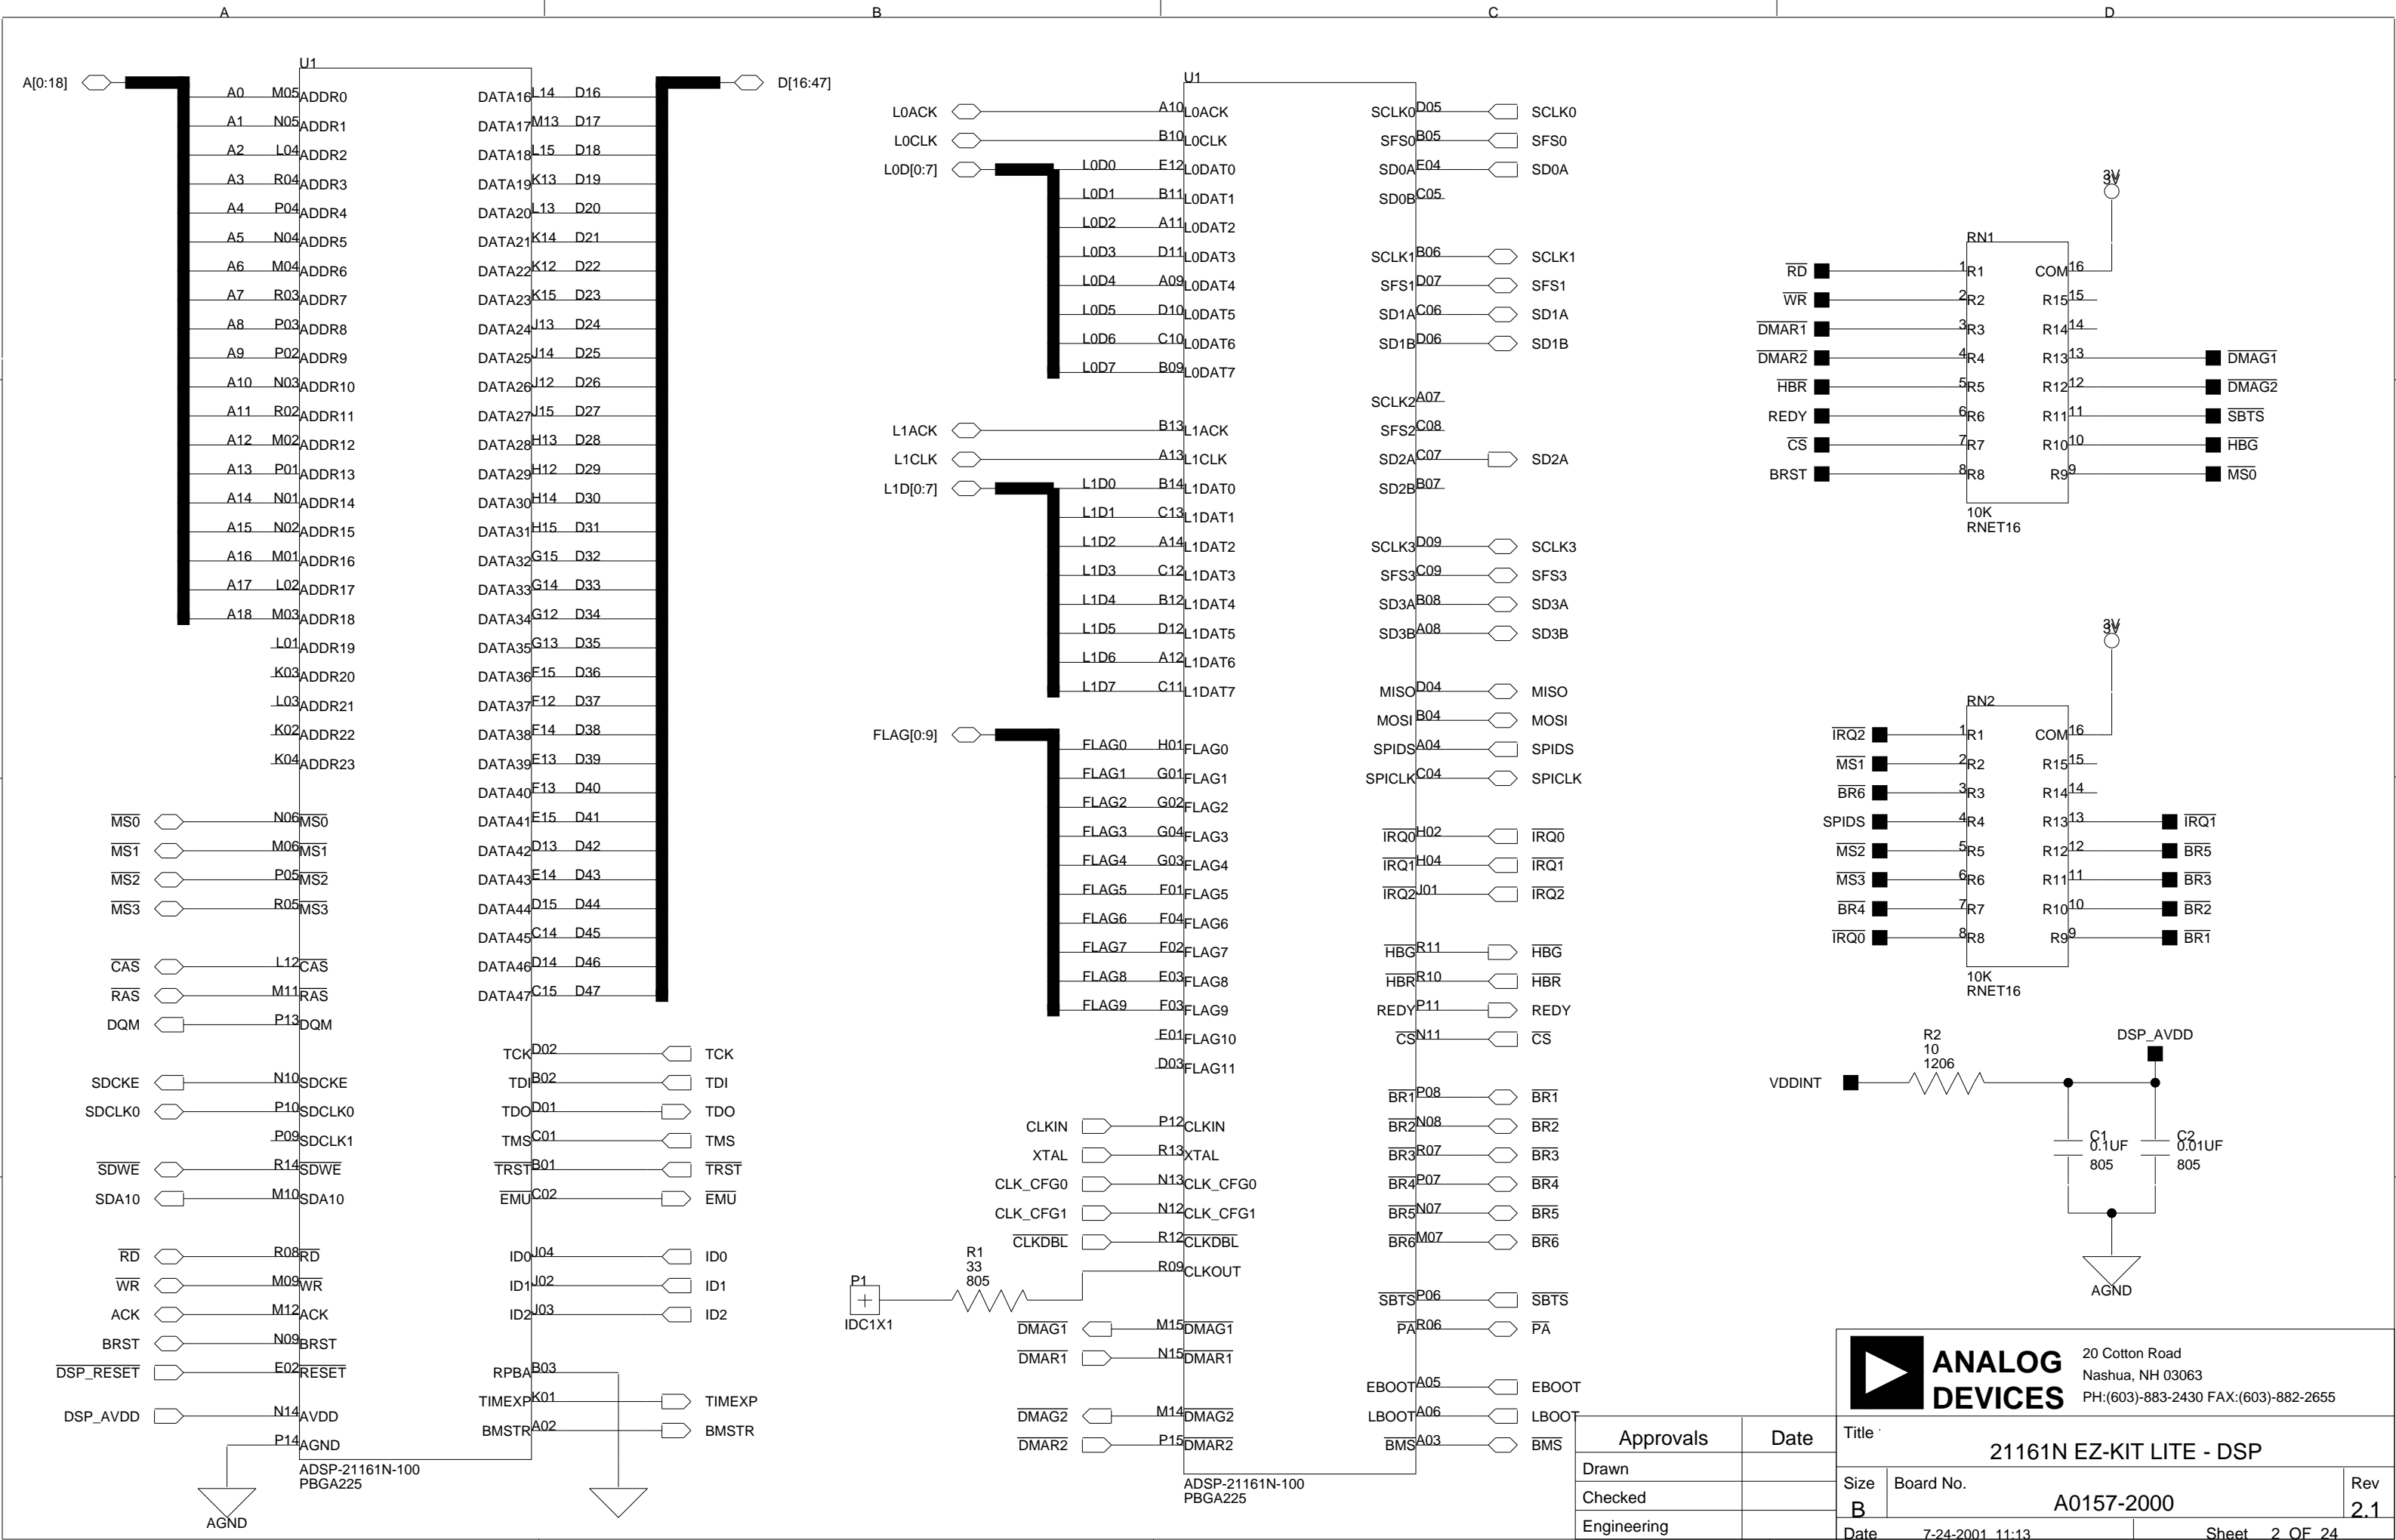 A B C D
U1
A[0:18]
D[16:47]
A0 M05 ADDR0 DATA16 L14 D16
A1 N05 ADDR1 DATA17 M13 D17
A2 L04 ADDR2 DATA18 L15 D18
A3 R04 ADDR3 DATA19 K13 D19
A4 P04 ADDR4 DATA20 L13 D20
A5 N04 ADDR5 DATA21 K14 D21
A6 M04 ADDR6 DATA22 K12 D22
A7 R03 ADDR7 DATA23 K15 D23
A8 P03 ADDR8 DATA24 J13 D24
A9 P02 ADDR9 DATA25 J14 D25
A10 N03 ADDR10 DATA26 J12 D26
A11 R02 ADDR11 DATA27 J15 D27
A12 M02 ADDR12 DATA28 H13 D28
A13 P01 ADDR13 DATA29 H12 D29
A14 N01 ADDR14 DATA30 H14 D30
A15 N02 ADDR15 DATA31 H15 D31
A16 M01 ADDR16 DATA32 G15 D32
A17 L02 ADDR17 DATA33 G14 D33
A18 M03 ADDR18 DATA34 G12 D34
L01 ADDR19 DATA35 G13 D35
K03 ADDR20 DATA36 F15 D36
L03 ADDR21 DATA37 F12 D37
K02 ADDR22 DATA38 F14 D38
K04 ADDR23 DATA39 E13 D39
DATA40 F13 D40
MS0 N06 MS0 DATA41 E15 D41
MS1 M06 MS1 DATA42 D13 D42
MS2 P05 MS2 DATA43 E14 D43
MS3 R05 MS3 DATA44 D15 D44
DATA45 C14 D45
CAS L12 CAS DATA46 D14 D46
RAS M11 RAS DATA47 C15 D47
DQM P13 DQM
TCK D02 TCK
SDCKE N10 SDCKE TDI B02 TDI
SDCLK0 P10 SDCLK0 TDO D01 TDO
P09 SDCLK1 TMS C01 TMS
SDWE R14 SDWE TRST B01 TRST
SDA10 M10 SDA10 EMU C02 EMU
RD R08 RD ID0 J04 ID0
WR M09 WR ID1 J02 ID1
ACK M12 ACK ID2 J03 ID2
BRST N09 BRST
DSP_RESET E02 RESET RPBA B03
TIMEXP K01 TIMEXP
DSP_AVDD N14 AVDD
BMSTR A02 BMSTR
P14 AGND
ADSP-21161N-100
PBGA225
AGND
U1
L0ACK A10 L0ACK SCLK0 D05 SCLK0
L0CLK B10 L0CLK SFS0 B05 SFS0
L0D[0:7] L0D0 E12 L0DAT0 SD0A E04 SD0A
L0D1 B11 L0DAT1 SD0B C05
L0D2 A11 L0DAT2
L0D3 D11 L0DAT3 SCLK1 B06 SCLK1
L0D4 A09 L0DAT4 SFS1 D07 SFS1
L0D5 D10 L0DAT5 SD1A C06 SD1A
L0D6 C10 L0DAT6 SD1B D06 SD1B
L0D7 B09 L0DAT7
SCLK2 A07
L1ACK B13 L1ACK SFS2 C08
L1CLK A13 L1CLK SD2A C07 SD2A
L1D[0:7] L1D0 B14 L1DAT0 SD2B B07
L1D1 C13 L1DAT1
L1D2 A14 L1DAT2 SCLK3 D09 SCLK3
L1D3 C12 L1DAT3 SFS3 C09 SFS3
L1D4 B12 L1DAT4 SD3A B08 SD3A
L1D5 D12 L1DAT5 SD3B A08 SD3B
L1D6 A12 L1DAT6
L1D7 C11 L1DAT7 MISO D04 MISO
MOSI B04 MOSI
FLAG[0:9]
FLAG0 H01 FLAG0 SPIDS A04 SPIDS
FLAG1 G01 FLAG1 SPICLK C04 SPICLK
FLAG2 G02 FLAG2
FLAG3 G04 FLAG3 IRQ0 H02 IRQ0
FLAG4 G03 FLAG4 IRQ1 H04 IRQ1
FLAG5 F01 FLAG5 IRQ2 J01 IRQ2
FLAG6 F04 FLAG6
FLAG7 F02 FLAG7 HBG R11 HBG
FLAG8 E03 FLAG8 HBR R10 HBR
FLAG9 F03 FLAG9 REDY P11 REDY
E01 FLAG10 CS N11 CS
D03 FLAG11
BR1 P08 BR1
CLKIN P12 CLKIN BR2 N08 BR2
XTAL R13 XTAL BR3 R07 BR3
CLK_CFG0 N13 CLK_CFG0 BR4 P07 BR4
CLK_CFG1 N12 CLK_CFG1 BR5 N07 BR5
CLKDBL R12 CLKDBL BR6 M07 BR6
R09 CLKOUT
R1
33
805
P1
IDC1X1
SBTS P06 SBTS
DMAG1 M15 DMAG1 PA R06 PA
DMAR1 N15 DMAR1
EBOOT A05 EBOOT
DMAG2 M14 DMAG2 LBOOT A06 LBOOT
DMAR2 P15 DMAR2 BMS A03 BMS
ADSP-21161N-100
PBGA225
3V
3V
RN1
RD 1 R1 COM 16
WR 2 R2 R15 15
DMAR1 3 R3 R14 14
DMAR2 4 R4 R13 13 DMAG1
HBR 5 R5 R12 12 DMAG2
REDY 6 R6 R11 11 SBTS
CS 7 R7 R10 10 HBG
BRST 8 R8 R9 9 MS0
10K
RNET16
3V
3V
RN2
IRQ2 1 R1 COM 16
MS1 2 R2 R15 15
BR6 3 R3 R14 14
SPIDS 4 R4 R13 13 IRQ1
MS2 5 R5 R12 12 BR5
MS3 6 R6 R11 11 BR3
BR4 7 R7 R10 10 BR2
IRQ0 8 R8 R9 9 BR1
10K
RNET16
R2
10
1206
DSP_AVDD
VDDINT
C1
0.1UF
805
C2
0.01UF
805
AGND
ANALOG
DEVICES
20 Cotton Road
Nashua, NH 03063
PH:(603)-883-2430 FAX:(603)-882-2655
Approvals Date
Drawn
Checked
Engineering
Title
21161N EZ-KIT LITE - DSP
Size
B
Board No.
A0157-2000
Rev
2.1
Date 7-24-2001 11:13 Sheet 2 OF 24